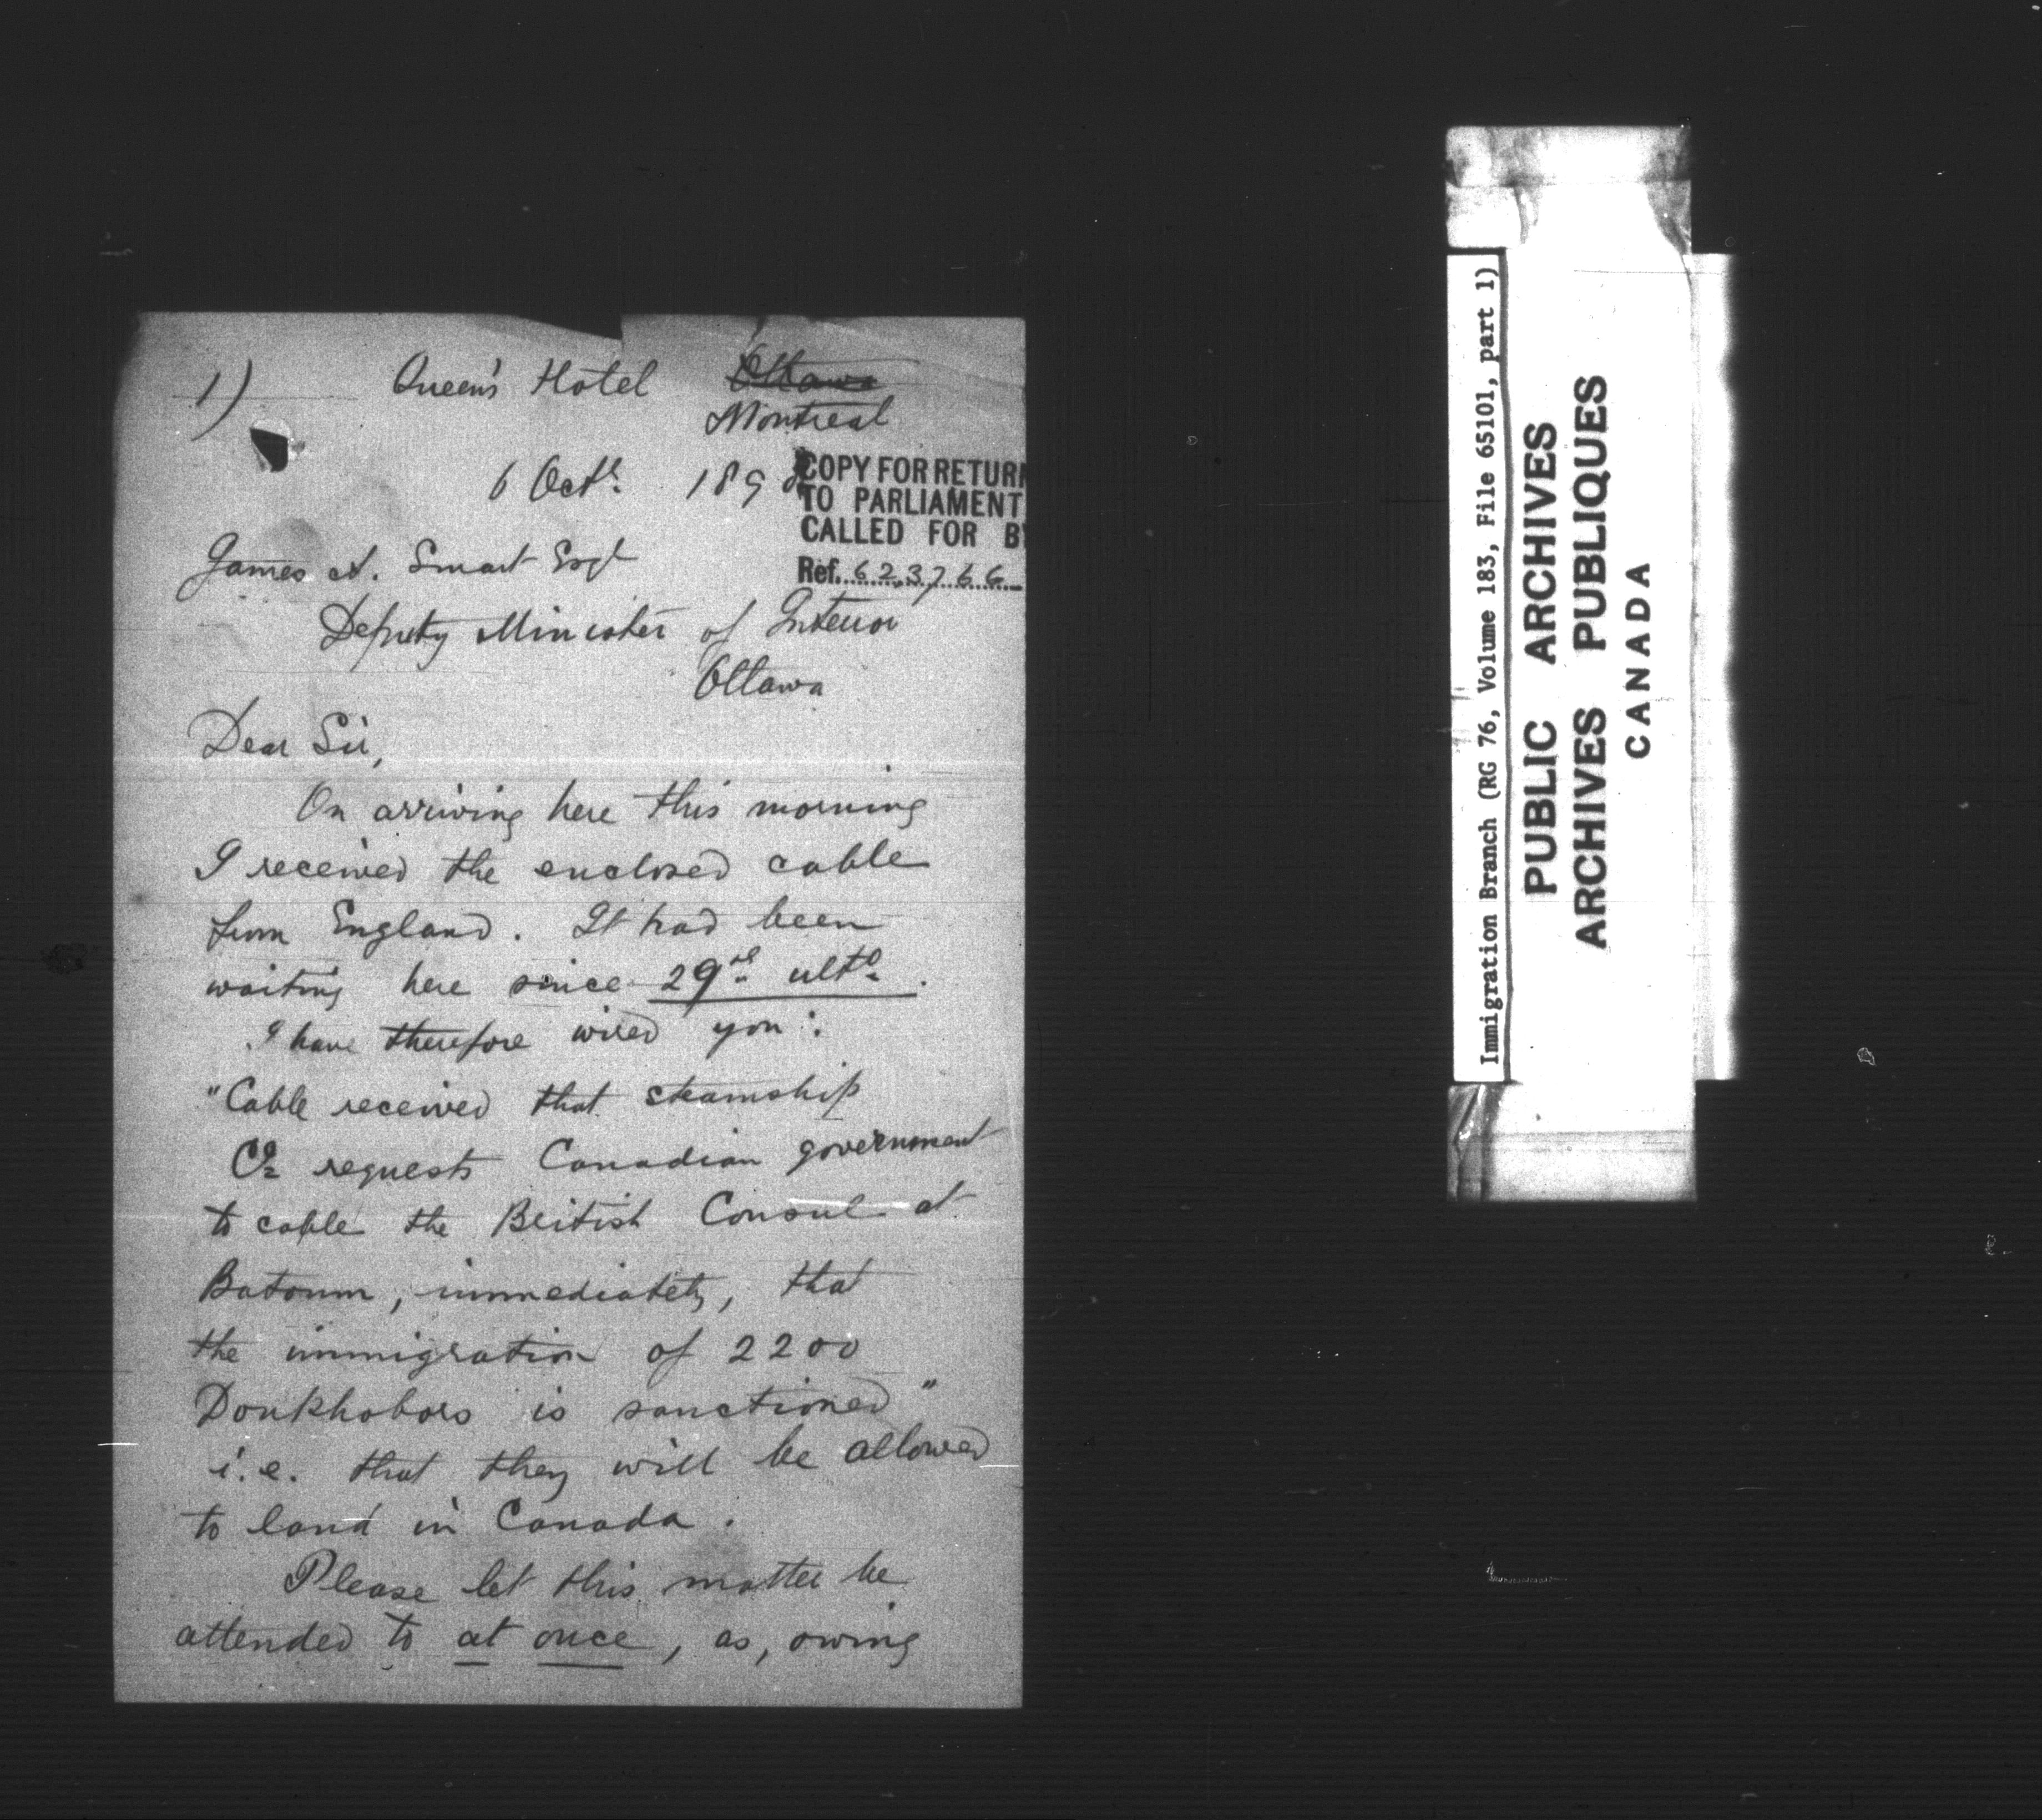 1)
Queen's Hotel Ottawa
Montreal
6 Octr. 1898
COPY FOR RETURN
TO PARLIAMENT
CALLED FOR BY
Ref. 623766
James A. Smart Esqr
Deputy Minister of Interior
Ottawa
Dear Sir,
On arriving here this morning
I received the enclosed cable
from England. It had been
waiting here since 29th ulto.
I have therefore wired you:
"Cable received that steamship
Co requests Canadian government
to cable the British Consul at
Batoum, immediately, that
the immigration of 2200
Doukhobors is sanctioned"
i.e. that they will be allowed
to land in Canada.
Please let this matter be
attended to at once, as, owing
Immigration Branch (RG 76, Volume 183, File 65101, part 1)
PUBLIC ARCHIVES
ARCHIVES PUBLIQUES
CANADA